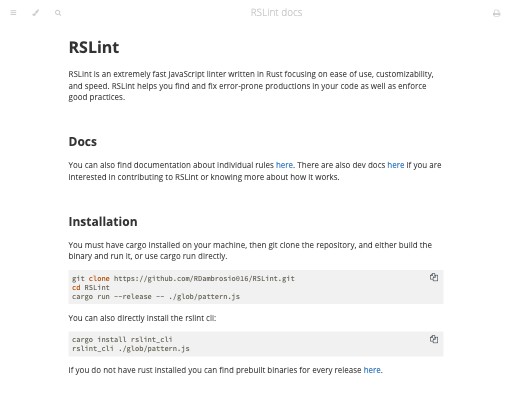 RSLint docs
RSLint
RSLint is an extremely fast JavaScript linter written in Rust focusing on ease of use, customizability,
and speed. RSLint helps you find and fix error-prone productions in your code as well as enforce
good practices.
Docs
You can also find documentation about individual rules here. There are also dev docs here if you are
interested in contributing to RSLint or knowing more about how it works.
Installation
You must have cargo installed on your machine, then git clone the repository, and either build the
binary and run it, or use cargo run directly.
git clone https://github.com/RDambrosio016/RSLint.git
cd RSLint
cargo run --release -- ./glob/pattern.js
You can also directly install the rslint cli:
cargo install rslint_cli
rslint_cli ./glob/pattern.js
If you do not have rust installed you can find prebuilt binaries for every release here.